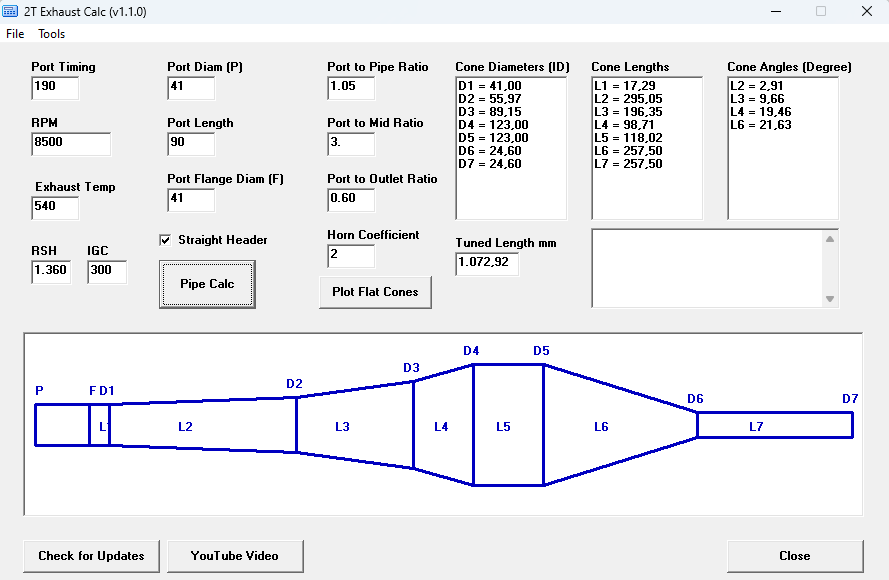 2T Exhaust Calc (v1.1.0)
File Tools
Port Timing
190
Port Diam (P)
41
Port to Pipe Ratio
1.05
Cone Diameters (ID)
D1 = 41,00
D2 = 55,97
D3 = 89,15
D4 = 123,00
D5 = 123,00
D6 = 24,60
D7 = 24,60
Cone Lengths
L1 = 17,29
L2 = 295,05
L3 = 196,35
L4 = 98,71
L5 = 118,02
L6 = 257,50
L7 = 257,50
Cone Angles (Degree)
L2 = 2,91
L3 = 9,66
L4 = 19,46
L6 = 21,63
RPM
8500
Port Length
90
Port to Mid Ratio
3.
Exhaust Temp
540
Port Flange Diam (F)
41
Port to Outlet Ratio
0.60
RSH
1.360
IGC
300
Straight Header
Pipe Calc
Horn Coefficient
2
Plot Flat Cones
Tuned Length mm
1.072,92
P F D1 D2 D3 D4 D5 D6 D7
L1 L2 L3 L4 L5 L6 L7
Check for Updates
YouTube Video
Close